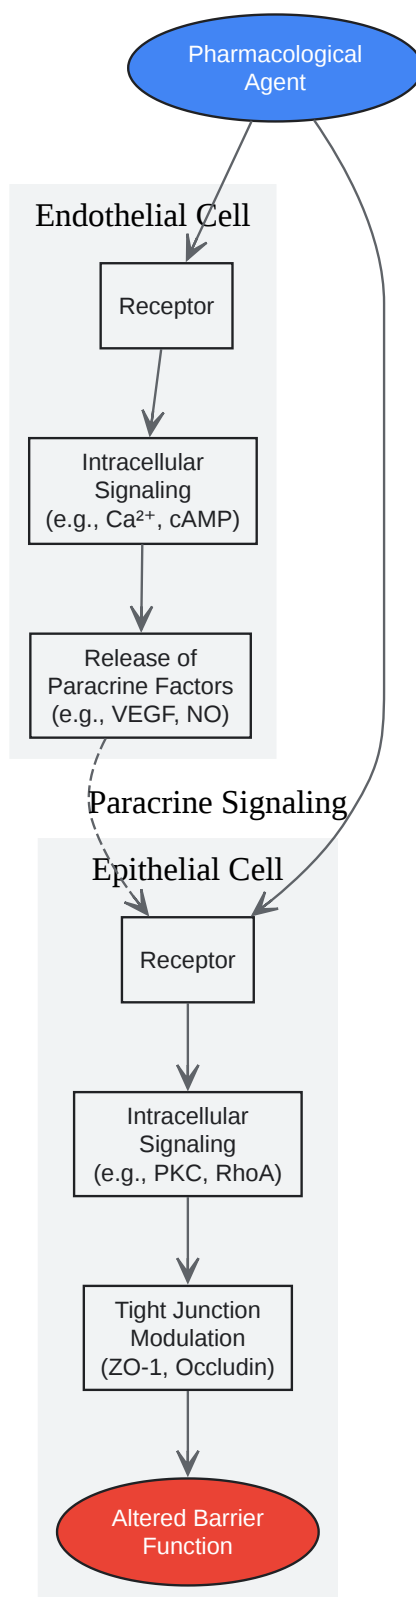 Pharmacological
Agent
Endothelial Cell
Receptor
Intracellular
Signaling
(e.g., Ca²⁺, cAMP)
Release of
Paracrine Factors
(e.g., VEGF, NO)
Paracrine Signaling
Epithelial Cell
Receptor
Intracellular
Signaling
(e.g., PKC, RhoA)
Tight Junction
Modulation
(ZO-1, Occludin)
Altered Barrier
Function